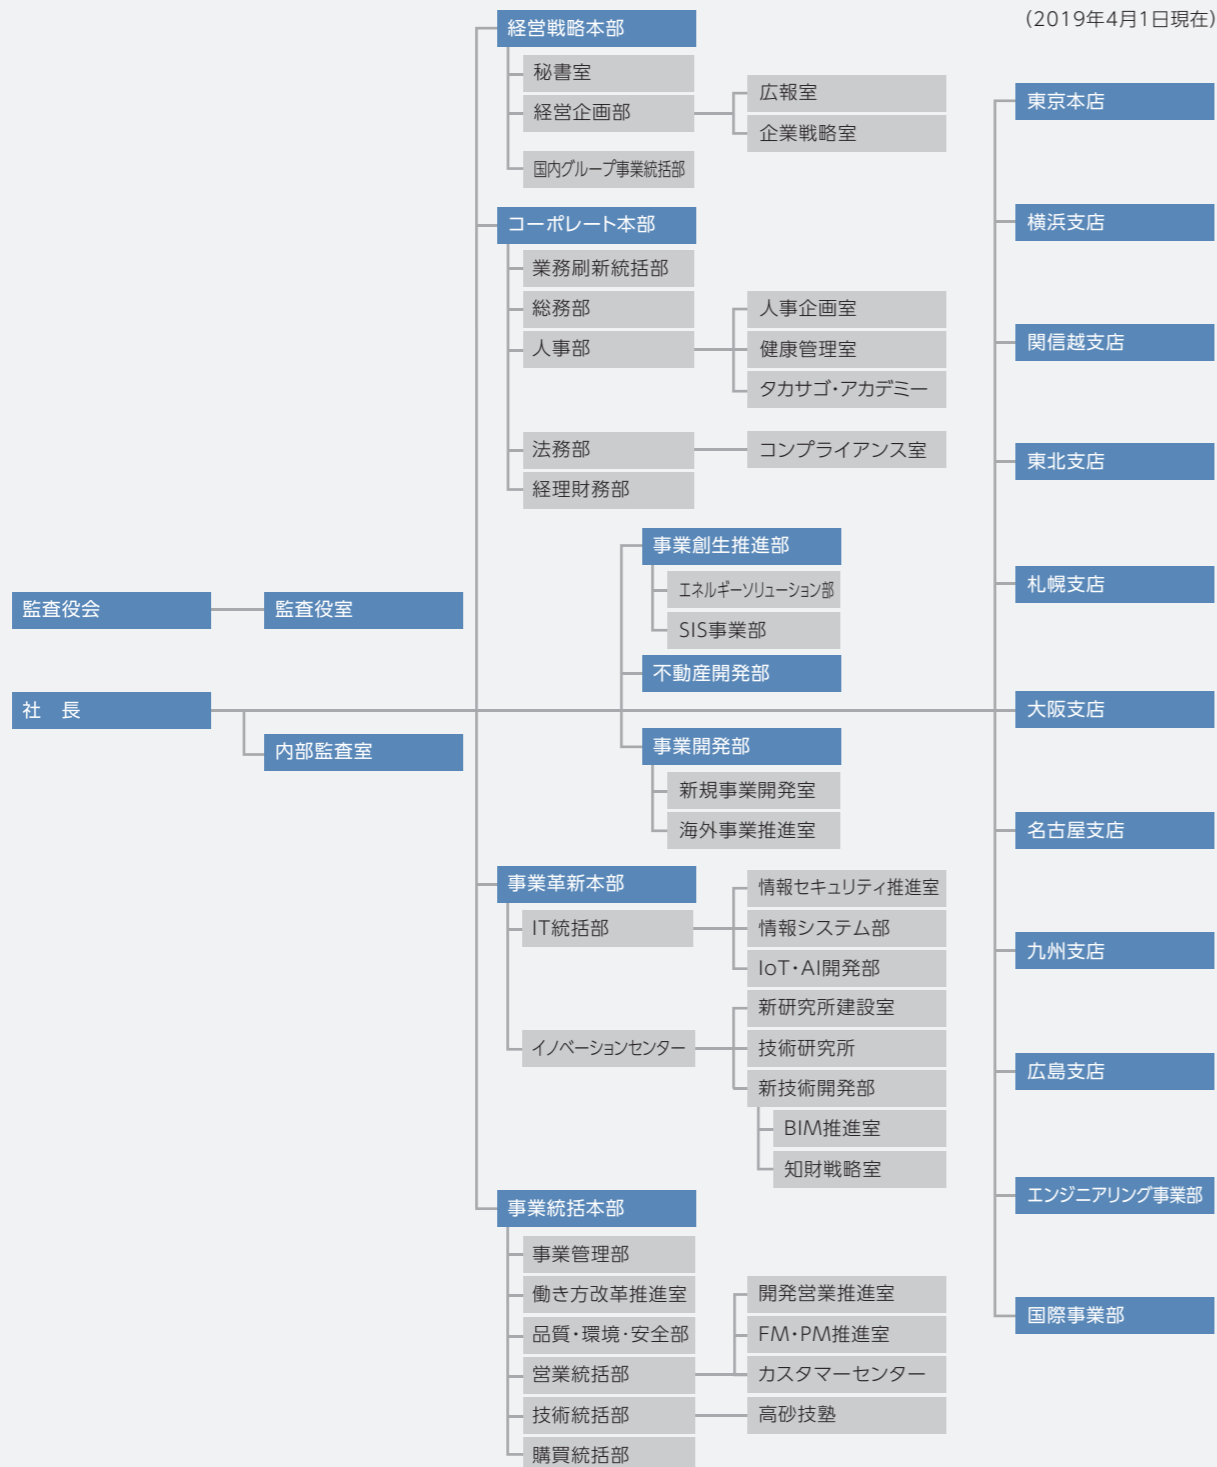 (2019年4月1日現在)
監査役会
監査役室
社　長
内部監査室
経営戦略本部
秘書室
経営企画部
広報室
企業戦略室
国内グループ事業統括部
コーポレート本部
業務刷新統括部
総務部
人事部
人事企画室
健康管理室
タカサゴ・アカデミー
法務部
コンプライアンス室
経理財務部
事業創生推進部
エネルギーソリューション部
SIS事業部
不動産開発部
事業開発部
新規事業開発室
海外事業推進室
事業革新本部
IT統括部
情報セキュリティ推進室
情報システム部
IoT・AI開発部
イノベーションセンター
新研究所建設室
技術研究所
新技術開発部
BIM推進室
知財戦略室
事業統括本部
事業管理部
働き方改革推進室
品質・環境・安全部
営業統括部
開発営業推進室
FM・PM推進室
カスタマーセンター
技術統括部
高砂技塾
購買統括部
東京本店
横浜支店
関信越支店
東北支店
札幌支店
大阪支店
名古屋支店
九州支店
広島支店
エンジニアリング事業部
国際事業部